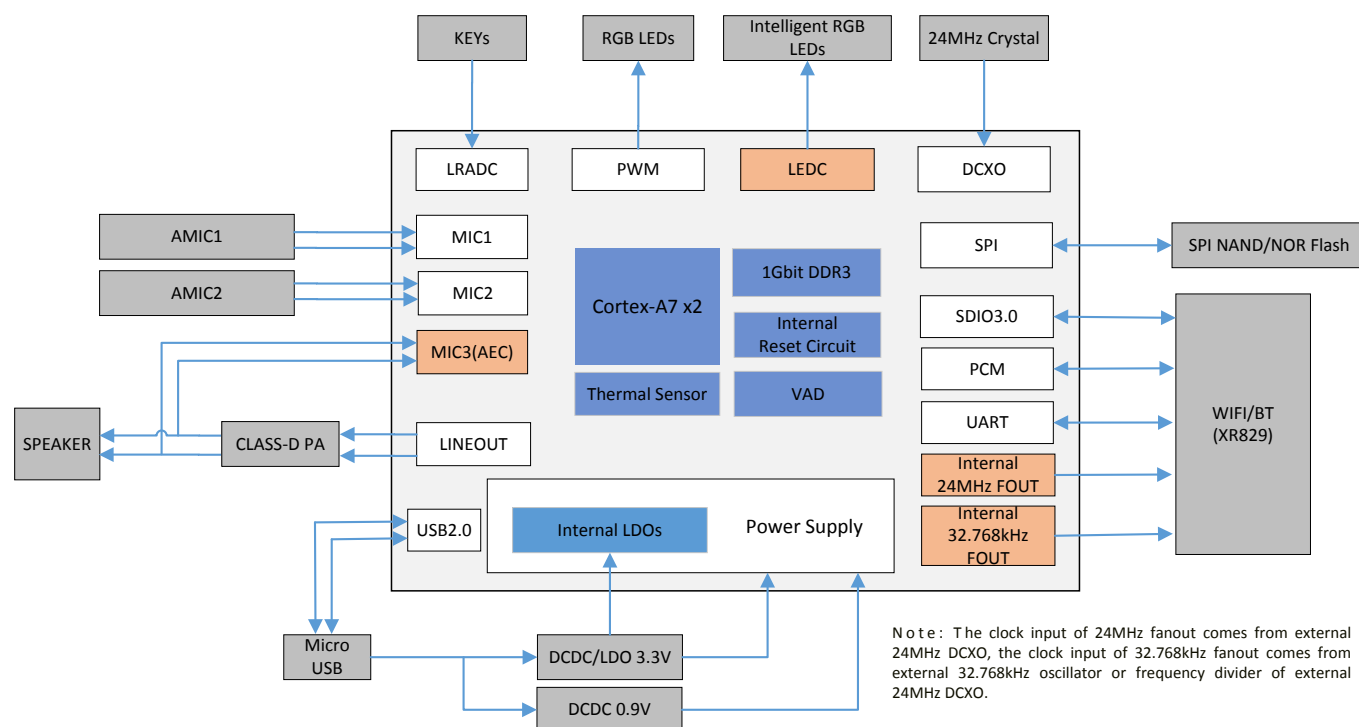 KEYs
RGB LEDs
Intelligent RGB
LEDs
24MHz Crystal
LRADC
PWM
LEDC
DCXO
AMIC1
MIC1
AMIC2
MIC2
MIC3(AEC)
SPEAKER
CLASS-D PA
LINEOUT
USB2.0
Cortex-A7 x2
1Gbit DDR3
Internal
Reset Circuit
Thermal Sensor
VAD
SPI
SPI NAND/NOR Flash
SDIO3.0
PCM
UART
Internal
24MHz FOUT
Internal
32.768kHz
FOUT
WIFI/BT
(XR829)
Internal LDOs
Power Supply
Micro
USB
DCDC/LDO 3.3V
DCDC 0.9V
Note: The clock input of 24MHz fanout comes from external
24MHz DCXO, the clock input of 32.768kHz fanout comes from
external 32.768kHz oscillator or frequency divider of external
24MHz DCXO.